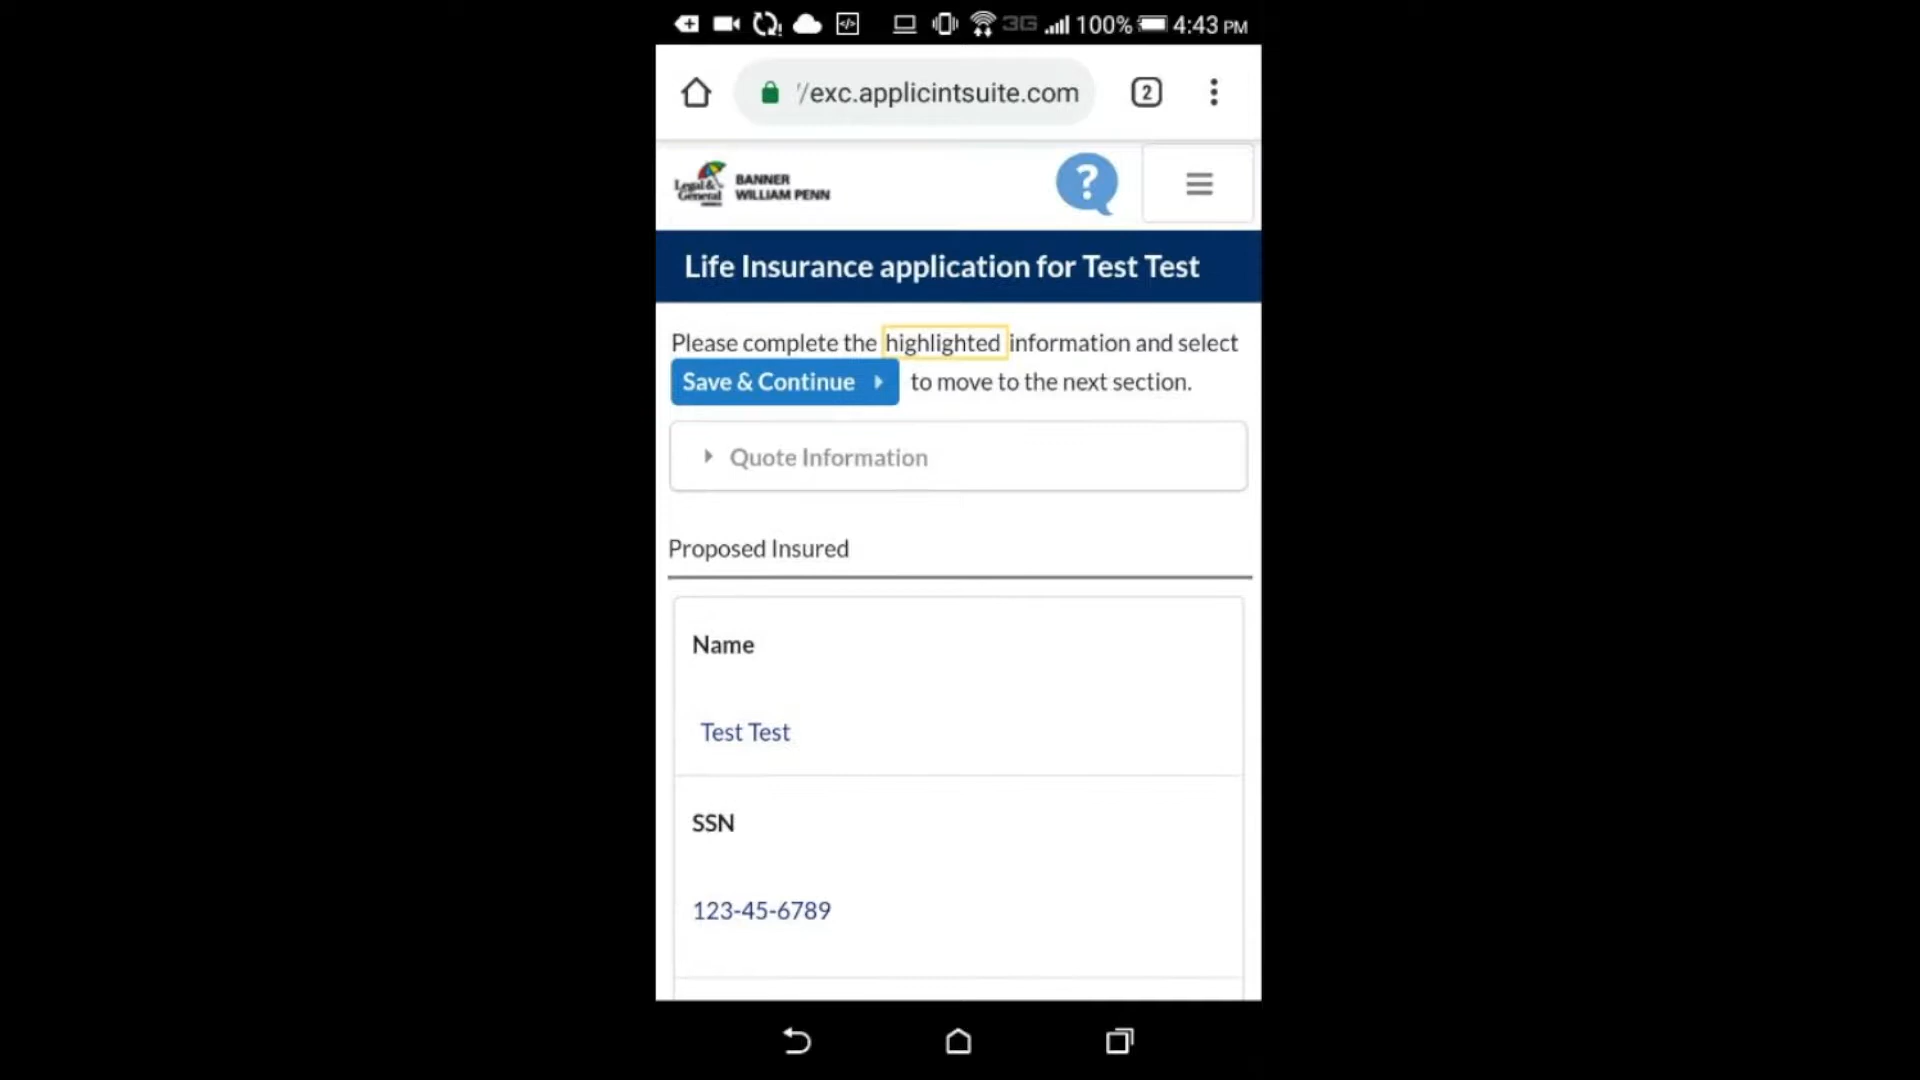 3G 100% 4:43 PM
//exc.applicintsuite.com 2
Legal & General BANNER WILLIAM PENN ?
Life Insurance application for Test Test
Please complete the highlighted information and select
Save & Continue to move to the next section.
Quote Information
Proposed Insured
Name
Test Test
SSN
123-45-6789